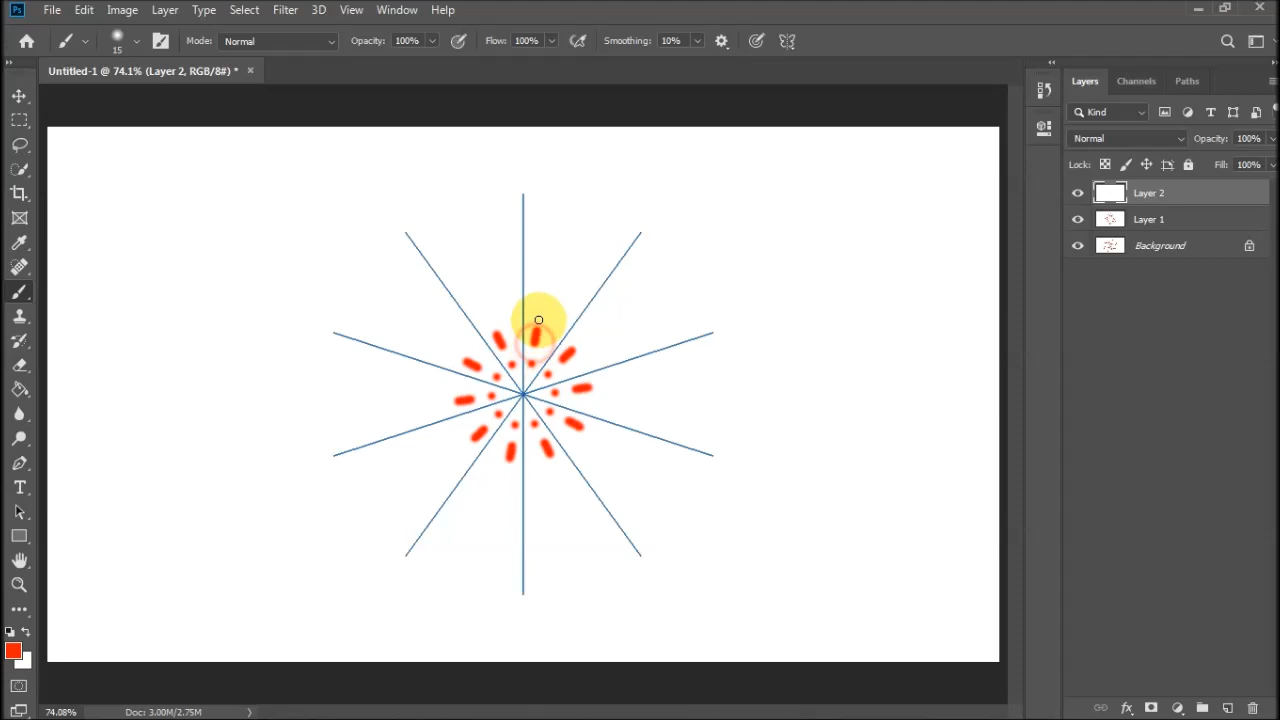 Ps File Edit Image Layer Type Select Filter 3D View Window Help
15 Mode: Normal Opacity: 100% Flow: 100% Smoothing: 10%
Untitled-1 @ 74.1% (Layer 2, RGB/8#) * ×
Layers Channels Paths
Kind
Normal Opacity: 100%
Lock: Fill: 100%
Layer 2
Layer 1
Background
74.08% Doc: 3.00M/2.75M